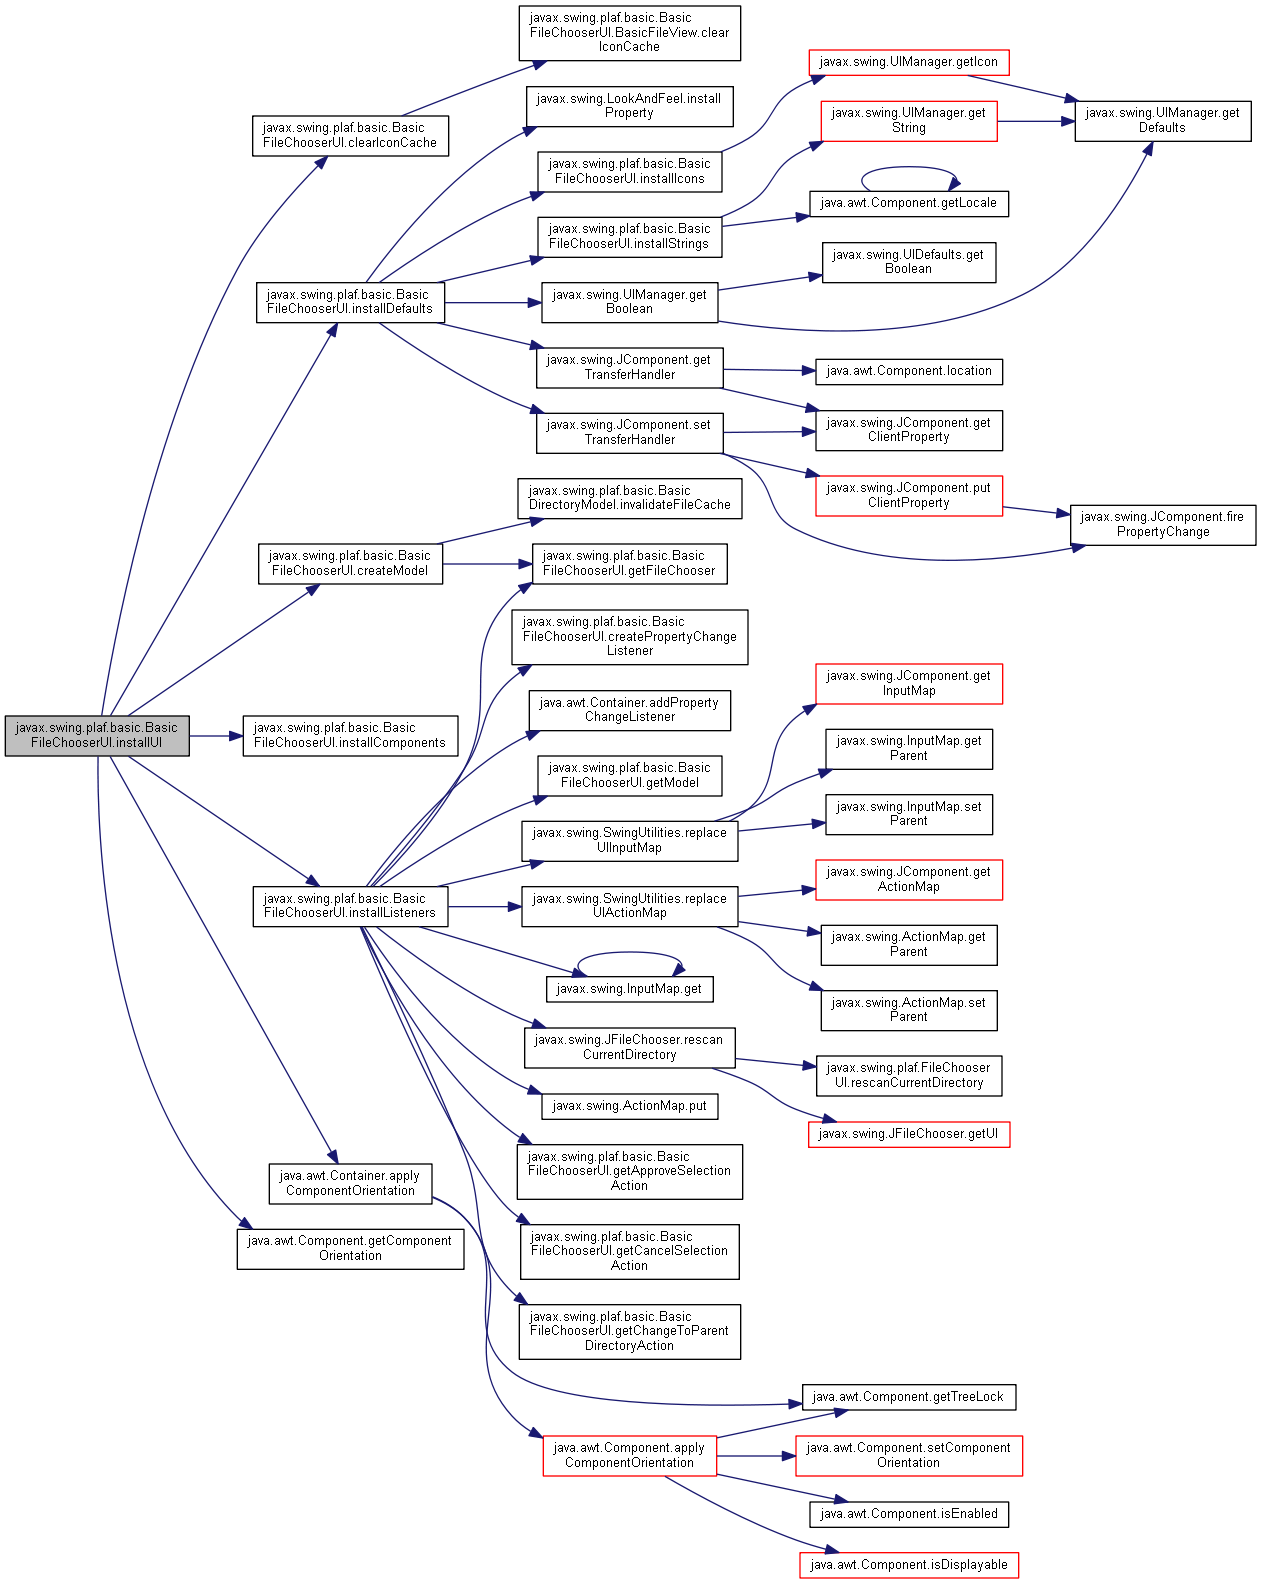 javax.swing.plaf.basic.Basic
FileChooserUI.installUI
javax.swing.plaf.basic.Basic
FileChooserUI.clearIconCache
javax.swing.plaf.basic.Basic
FileChooserUI.installDefaults
javax.swing.plaf.basic.Basic
FileChooserUI.createModel
javax.swing.plaf.basic.Basic
FileChooserUI.installComponents
javax.swing.plaf.basic.Basic
FileChooserUI.installListeners
java.awt.Container.apply
ComponentOrientation
java.awt.Component.getComponent
Orientation
javax.swing.plaf.basic.Basic
FileChooserUI.BasicFileView.clear
IconCache
javax.swing.LookAndFeel.install
Property
javax.swing.plaf.basic.Basic
FileChooserUI.installIcons
javax.swing.plaf.basic.Basic
FileChooserUI.installStrings
javax.swing.UIManager.get
Boolean
javax.swing.JComponent.get
TransferHandler
javax.swing.JComponent.set
TransferHandler
javax.swing.plaf.basic.Basic
DirectoryModel.invalidateFileCache
javax.swing.plaf.basic.Basic
FileChooserUI.getFileChooser
javax.swing.plaf.basic.Basic
FileChooserUI.createPropertyChange
Listener
java.awt.Container.addProperty
ChangeListener
javax.swing.plaf.basic.Basic
FileChooserUI.getModel
javax.swing.SwingUtilities.replace
UIInputMap
javax.swing.SwingUtilities.replace
UIActionMap
javax.swing.InputMap.get
javax.swing.JFileChooser.rescan
CurrentDirectory
javax.swing.ActionMap.put
javax.swing.plaf.basic.Basic
FileChooserUI.getApproveSelection
Action
javax.swing.plaf.basic.Basic
FileChooserUI.getCancelSelection
Action
javax.swing.plaf.basic.Basic
FileChooserUI.getChangeToParent
DirectoryAction
java.awt.Component.apply
ComponentOrientation
javax.swing.UIManager.getIcon
javax.swing.UIManager.get
String
java.awt.Component.getLocale
javax.swing.UIDefaults.get
Boolean
java.awt.Component.location
javax.swing.JComponent.get
ClientProperty
javax.swing.JComponent.put
ClientProperty
javax.swing.JComponent.get
InputMap
javax.swing.InputMap.get
Parent
javax.swing.InputMap.set
Parent
javax.swing.JComponent.get
ActionMap
javax.swing.ActionMap.get
Parent
javax.swing.ActionMap.set
Parent
javax.swing.plaf.FileChooser
UI.rescanCurrentDirectory
javax.swing.JFileChooser.getUI
java.awt.Component.getTreeLock
java.awt.Component.setComponent
Orientation
java.awt.Component.isEnabled
java.awt.Component.isDisplayable
javax.swing.UIManager.get
Defaults
javax.swing.JComponent.fire
PropertyChange